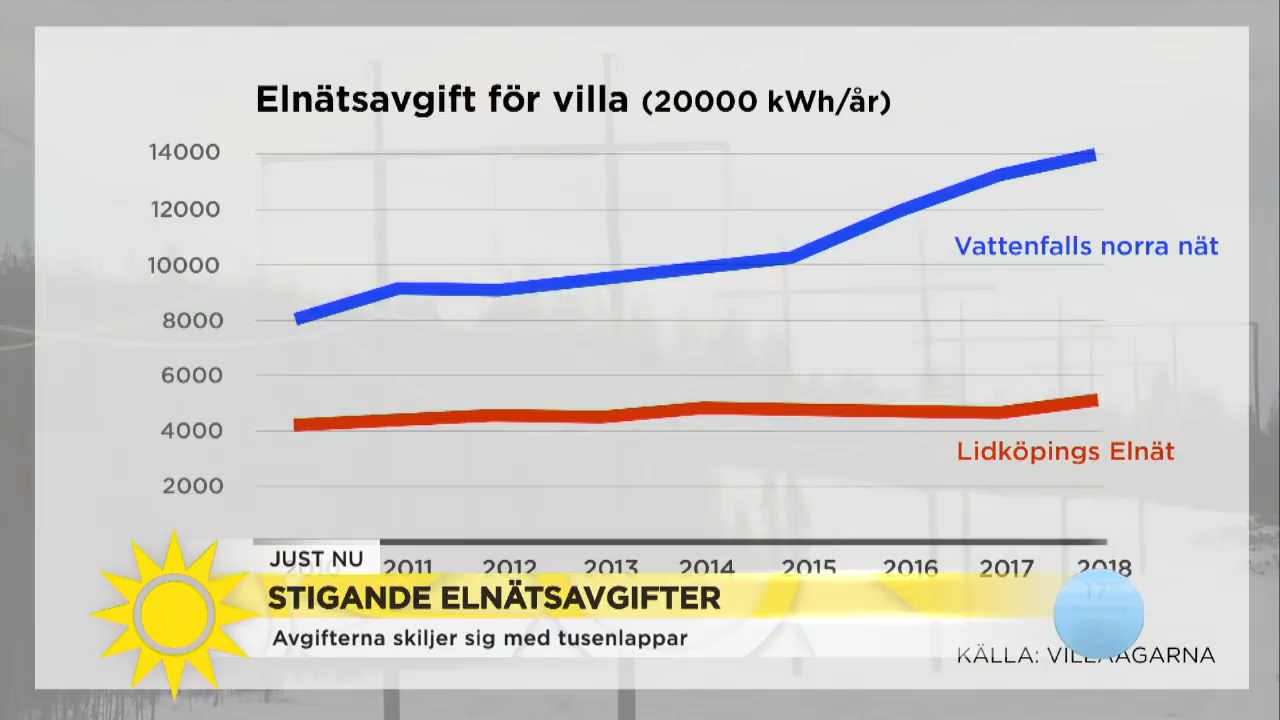 Elnätsavgift för villa (20000 kWh/år)
14000
12000
10000
8000
6000
4000
2000
Vattenfalls norra nät
Lidköpings Elnät
2011 2012 2013 2014 2015 2016 2017 2018
JUST NU
STIGANDE ELNÄTSAVGIFTER
Avgifterna skiljer sig med tusenlappar
17°
KÄLLA: VILLAÄGARNA